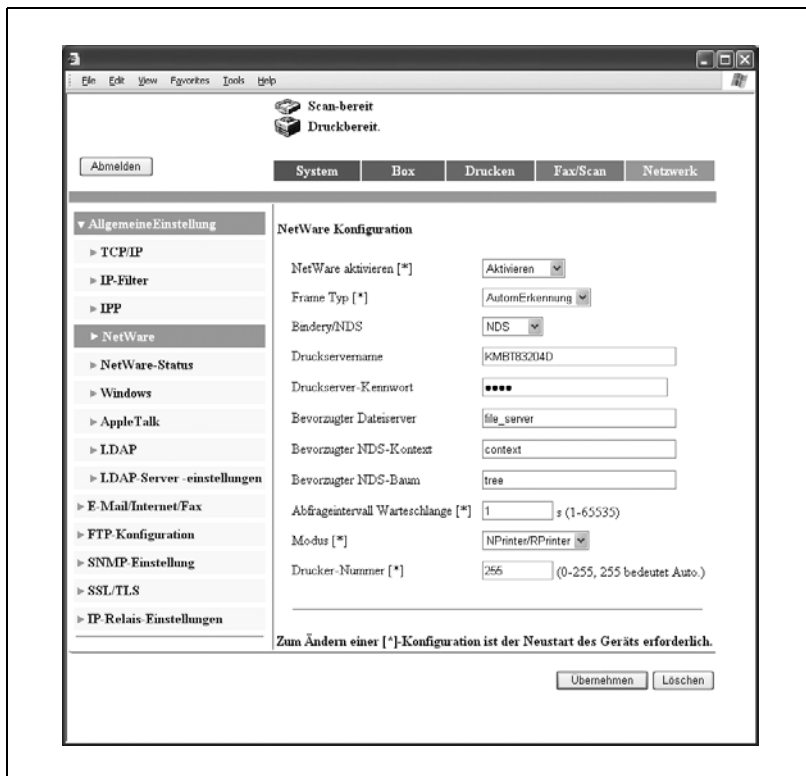 File Edit View Favorites Tools Help
Scan-bereit
Druckbereit.
Abmelden
System Box Drucken Fax/Scan Netzwerk
▼ AllgemeineEinstellung
TCP/IP
IP-Filter
IPP
NetWare
NetWare-Status
Windows
AppleTalk
LDAP
LDAP-Server -einstellungen
E-Mail/Internet/Fax
FTP-Konfiguration
SNMP-Einstellung
SSL/TLS
IP-Relais-Einstellungen
NetWare Konfiguration
NetWare aktivieren [*] Aktivieren
Frame Typ [*] AutomErkennung
Bindery/NDS NDS
Druckservername KMBT83204D
Druckserver-Kennwort ●●●●
Bevorzugter Dateiserver file_server
Bevorzugter NDS-Kontext context
Bevorzugter NDS-Baum tree
Abfrageintervall Warteschlange [*] 1 s (1-65535)
Modus [*] NPrinter/RPrinter
Drucker-Nummer [*] 255 (0-255, 255 bedeutet Auto.)
Zum Ändern einer [*]-Konfiguration ist der Neustart des Geräts erforderlich.
Übernehmen Löschen